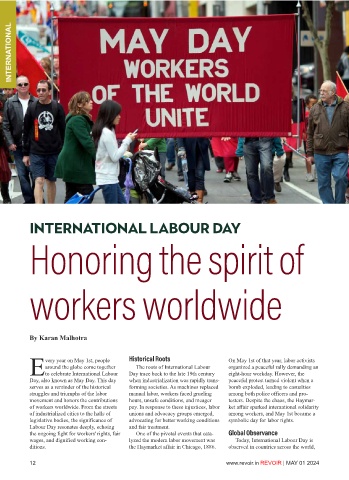 INTERNATIONAL
MAY DAY
WORKERS
OF THE WORLD
UNITE
INTERNATIONAL LABOUR DAY
Honoring the spirit of
workers worldwide
By Karan Malhotra
Every year on May 1st, people
around the globe come together
to celebrate International Labour
Day, also known as May Day. This day
serves as a reminder of the historical
struggles and triumphs of the labor
movement and honors the contributions
of workers worldwide. From the streets
of industrialized cities to the halls of
legislative bodies, the significance of
Labour Day resonates deeply, echoing
the ongoing fight for workers' rights, fair
wages, and dignified working con-
ditions.
Historical Roots
The roots of International Labour
Day trace back to the late 19th century
when industrialization was rapidly trans-
forming societies. As machines replaced
manual labor, workers faced grueling
hours, unsafe conditions, and meager
pay. In response to these injustices, labor
unions and advocacy groups emerged,
advocating for better working conditions
and fair treatment.
One of the pivotal events that cata-
lyzed the modern labor movement was
the Haymarket affair in Chicago, 1886.
On May 1st of that year, labor activists
organized a peaceful rally demanding an
eight-hour workday. However, the
peaceful protest turned violent when a
bomb exploded, leading to casualties
among both police officers and pro-
testers. Despite the chaos, the Haymar-
ket affair sparked international solidarity
among workers, and May 1st became a
symbolic day for labor rights.
Global Observance
Today, International Labour Day is
observed in countries across the world,
12
www.revoir.in REVOIR | MAY 01 2024